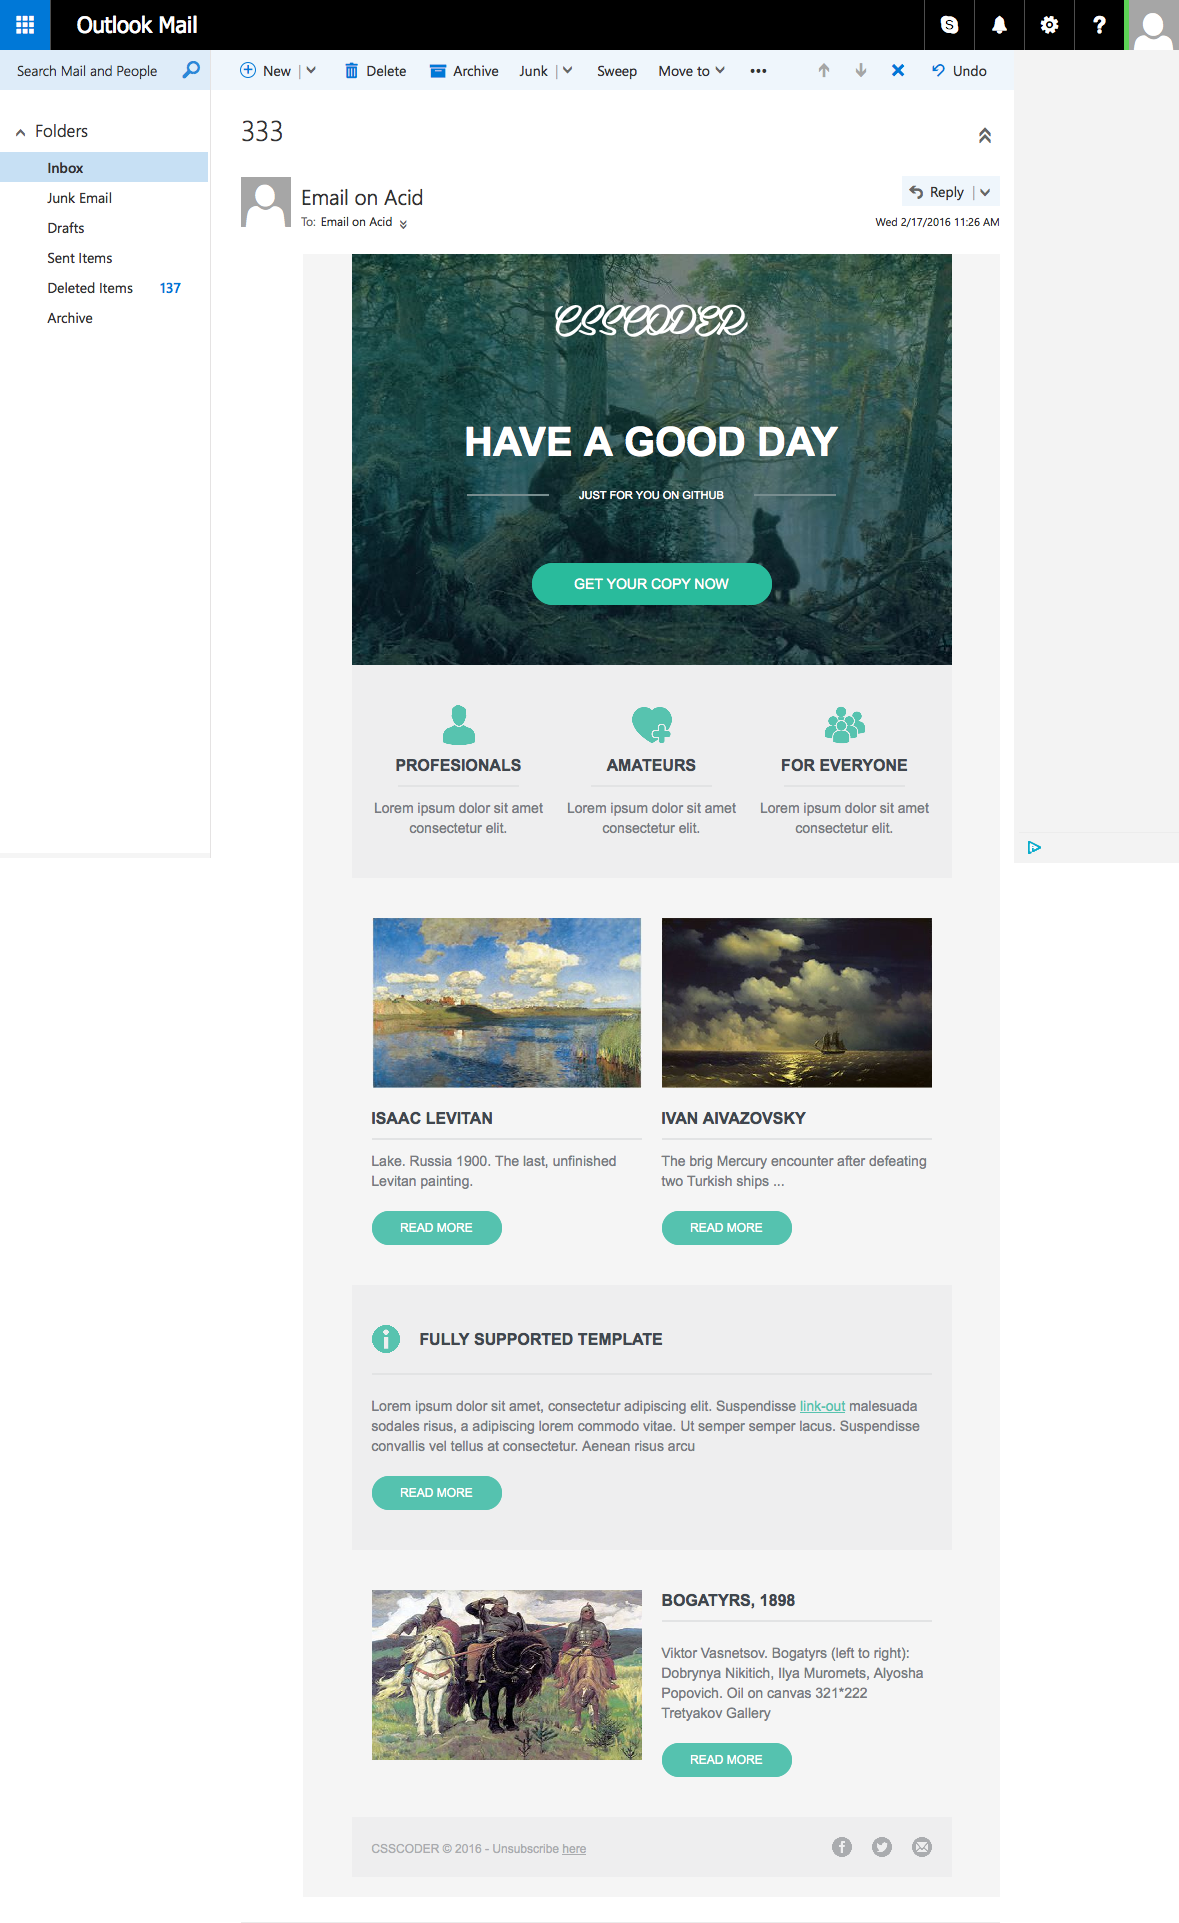 Outlook Mail
?
Search Mail and People
New
Delete
Archive
Junk
Sweep
Move to
•••
Undo
Folders
Inbox
Junk Email
Drafts
Sent Items
Deleted Items 137
Archive
333
Email on Acid
To: Email on Acid
Reply
Wed 2/17/2016 11:26 AM
CSSCODER
HAVE A GOOD DAY
JUST FOR YOU ON GITHUB
GET YOUR COPY NOW
PROFESIONALS
Lorem ipsum dolor sit amet
consectetur elit.
AMATEURS
Lorem ipsum dolor sit amet
consectetur elit.
FOR EVERYONE
Lorem ipsum dolor sit amet
consectetur elit.
ISAAC LEVITAN
Lake. Russia 1900. The last, unfinished
Levitan painting.
READ MORE
IVAN AIVAZOVSKY
The brig Mercury encounter after defeating
two Turkish ships ...
READ MORE
FULLY SUPPORTED TEMPLATE
Lorem ipsum dolor sit amet, consectetur adipiscing elit. Suspendisse link-out malesuada
sodales risus, a adipiscing lorem commodo vitae. Ut semper semper lacus. Suspendisse
convallis vel tellus at consectetur. Aenean risus arcu
READ MORE
BOGATYRS, 1898
Viktor Vasnetsov. Bogatyrs (left to right):
Dobrynya Nikitich, Ilya Muromets, Alyosha
Popovich. Oil on canvas 321*222
Tretyakov Gallery
READ MORE
CSSCODER © 2016 - Unsubscribe here